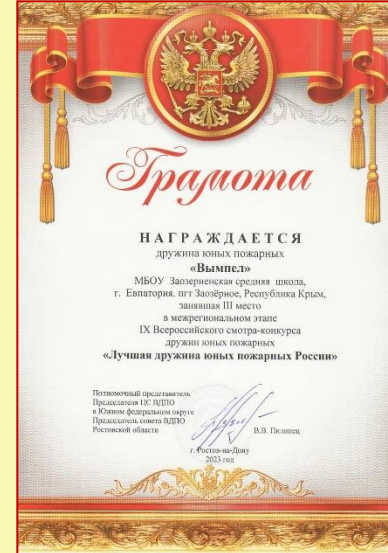 Грамота
НАГРАЖДАЕТСЯ
дружина юных пожарных
«Вымпел»
МБОУ Заозерненская средняя школа,
г. Евпатория, пгт Заозёрное, Республика Крым,
занявшая III место
в межрегиональном этапе
IX Всероссийского смотра-конкурса
дружин юных пожарных
«Лучшая дружина юных пожарных России»
Полномочный представитель
Председателя ЦС ВДПО
в Южном федеральном округе
Председатель совета ВДПО
Ростовской области В.В.
г. Ростов-на-Дону
2023 год